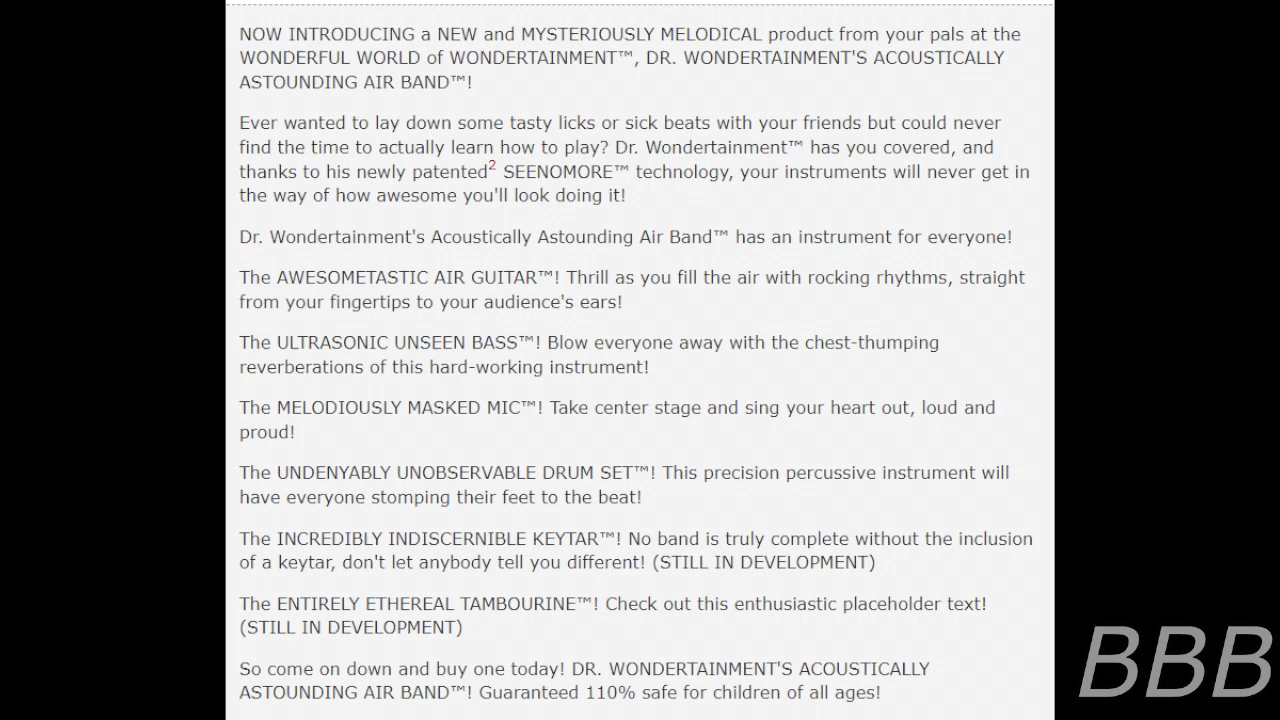 NOW INTRODUCING a NEW and MYSTERIOUSLY MELODICAL product from your pals at the
WONDERFUL WORLD of WONDERTAINMENT™, DR. WONDERTAINMENT'S ACOUSTICALLY
ASTOUNDING AIR BAND™!
Ever wanted to lay down some tasty licks or sick beats with your friends but could never
find the time to actually learn how to play? Dr. Wondertainment™ has you covered, and
thanks to his newly patented2 SEENOMORE™ technology, your instruments will never get in
the way of how awesome you'll look doing it!
Dr. Wondertainment's Acoustically Astounding Air Band™ has an instrument for everyone!
The AWESOMETASTIC AIR GUITAR™! Thrill as you fill the air with rocking rhythms, straight
from your fingertips to your audience's ears!
The ULTRASONIC UNSEEN BASS™! Blow everyone away with the chest-thumping
reverberations of this hard-working instrument!
The MELODIOUSLY MASKED MIC™! Take center stage and sing your heart out, loud and
proud!
The UNDENYABLY UNOBSERVABLE DRUM SET™! This precision percussive instrument will
have everyone stomping their feet to the beat!
The INCREDIBLY INDISCERNIBLE KEYTAR™! No band is truly complete without the inclusion
of a keytar, don't let anybody tell you different! (STILL IN DEVELOPMENT)
The ENTIRELY ETHEREAL TAMBOURINE™! Check out this enthusiastic placeholder text!
(STILL IN DEVELOPMENT)
So come on down and buy one today! DR. WONDERTAINMENT'S ACOUSTICALLY
ASTOUNDING AIR BAND™! Guaranteed 110% safe for children of all ages!
BBB